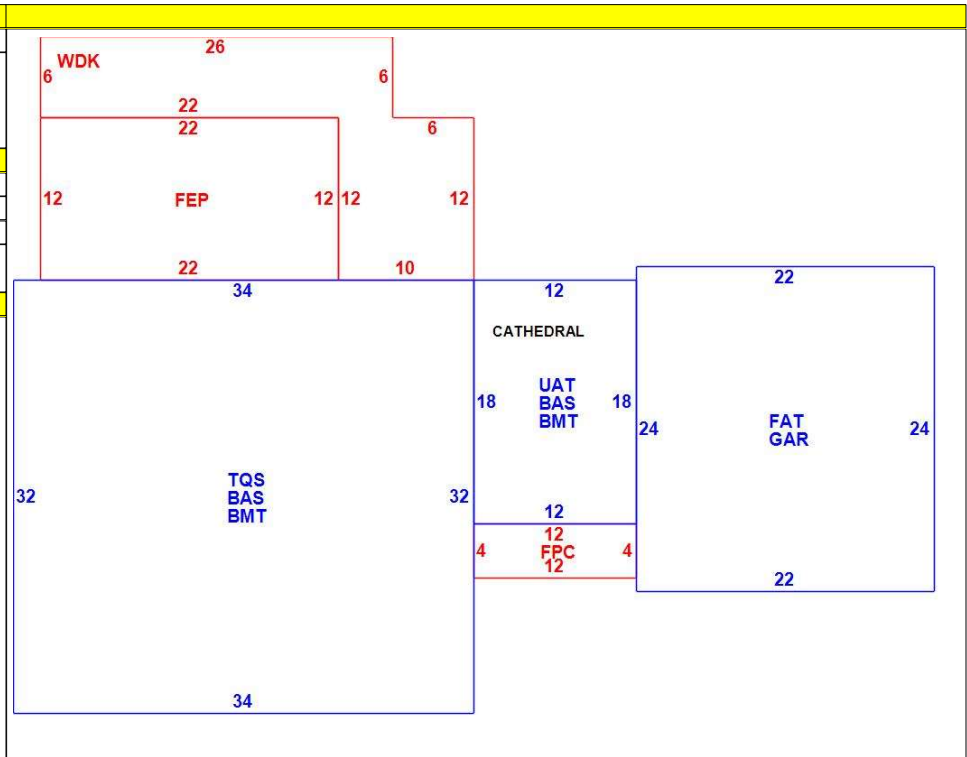 26
WDK
6 6
22
22 6
12 FEP 12 12 12
22 10
34 12 22
CATHEDRAL
UAT
18 BAS 18
BMT
FAT
24 GAR 24
TQS
32 BAS 32
BMT
12
12
4 FPC 4
12
22
34